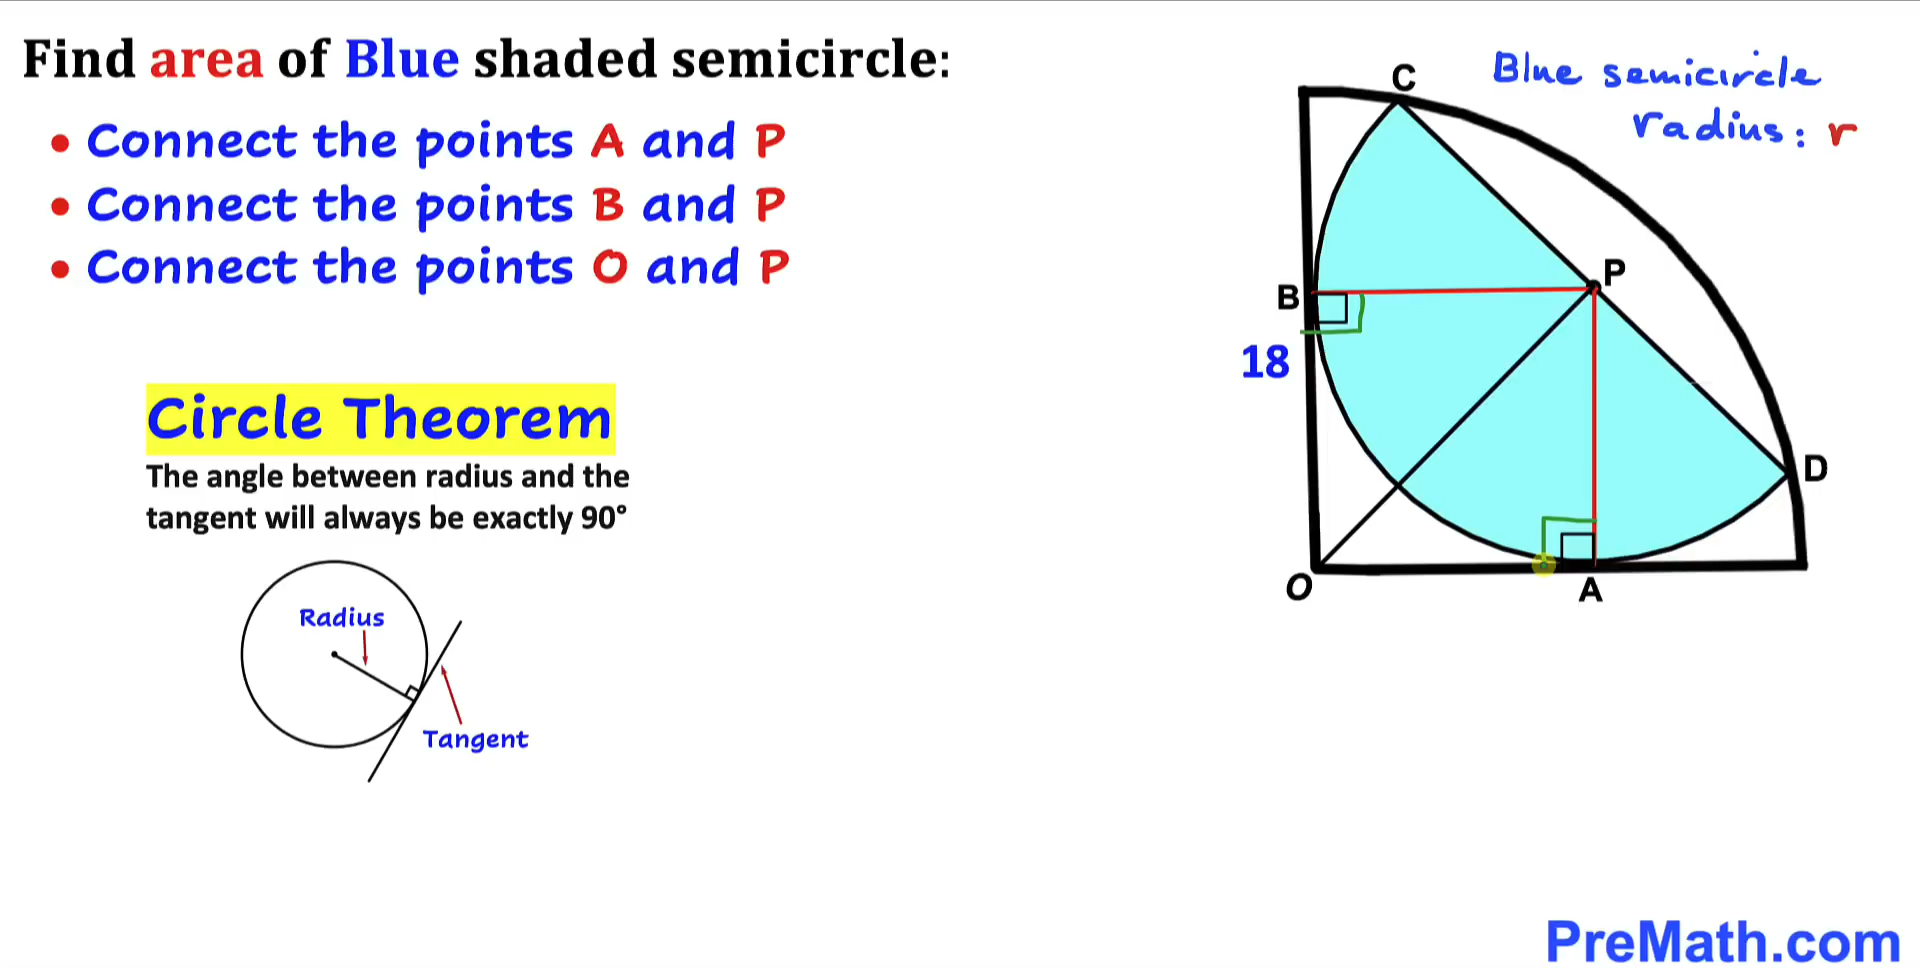 Find area of Blue shaded semicircle:
• Connect the points A and P
• Connect the points B and P
• Connect the points O and P
Circle Theorem
The angle between radius and the
tangent will always be exactly 90°
Radius
Tangent
Blue semicircle
radius: r
C
P
B
18
D
O
A
PreMath.com